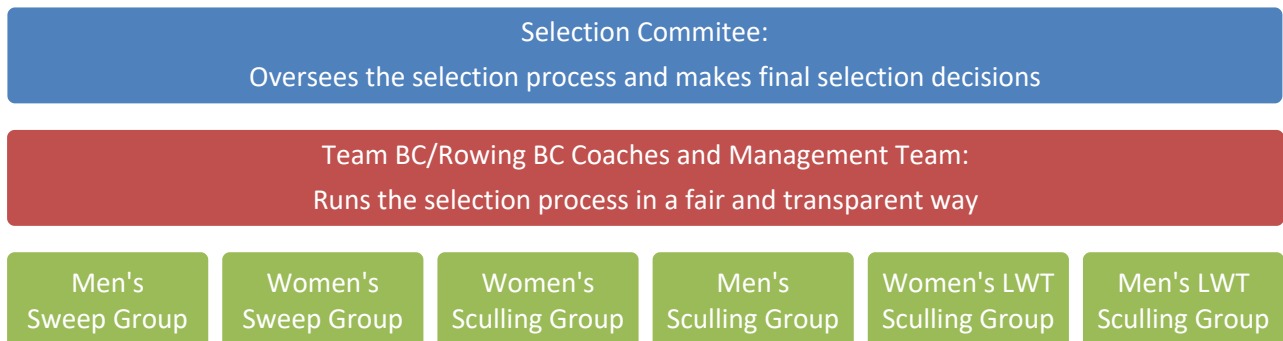 Selection Commitee:
Oversees the selection process and makes final selection decisions
Team BC/Rowing BC Coaches and Management Team:
Runs the selection process in a fair and transparent way
Men's
Sweep Group
Women's
Sweep Group
Women's
Sculling Group
Men's
Sculling Group
Women's LWT
Sculling Group
Men's LWT
Sculling Group